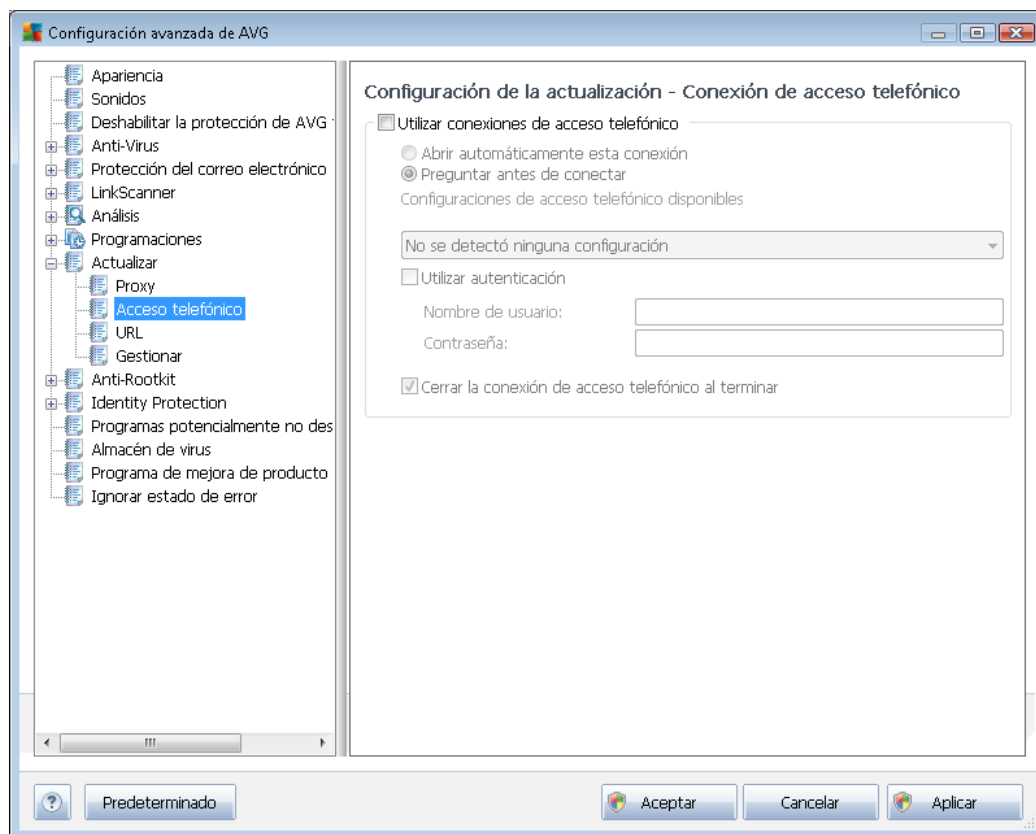 Configuración avanzada de AVG
Apariencia
Sonidos
Deshabilitar la protección de AVG
Anti-Virus
Protección del correo electrónico
LinkScanner
Análisis
Programaciones
Actualizar
Proxy
Acceso telefónico
URL
Gestionar
Anti-Rootkit
Identity Protection
Programas potencialmente no des
Almacén de virus
Programa de mejora de producto
Ignorar estado de error
Configuración de la actualización - Conexión de acceso telefónico
Utilizar conexiones de acceso telefónico
Abrir automáticamente esta conexión
Preguntar antes de conectar
Configuraciones de acceso telefónico disponibles
No se detectó ninguna configuración
Utilizar autenticación
Nombre de usuario:
Contraseña:
Cerrar la conexión de acceso telefónico al terminar
? Predeterminado Aceptar Cancelar Aplicar